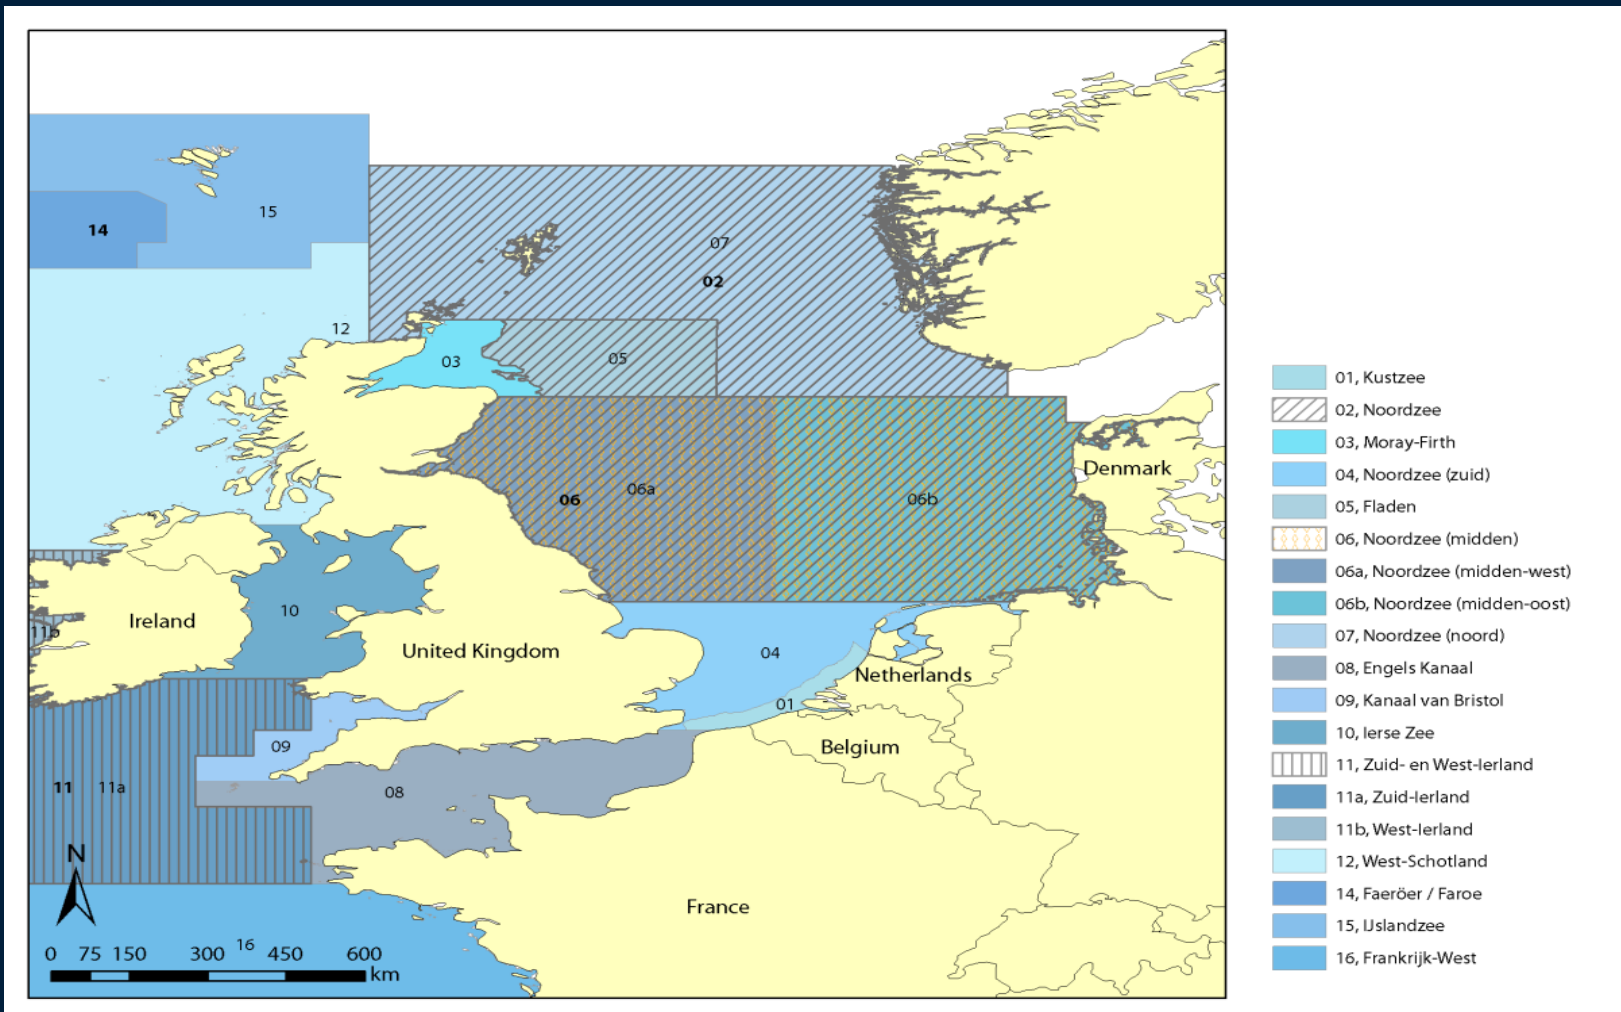 15
14
07
02
12
03
05
Denmark
06a
06
06b
10
Ireland
11b
United Kingdom
04
Netherlands
01
09
Belgium
11
11a
08
N
France
16
0 75 150 300 450 600
km
01, Kustzee
02, Noordzee
03, Moray-Firth
04, Noordzee (zuid)
05, Fladen
06, Noordzee (midden)
06a, Noordzee (midden-west)
06b, Noordzee (midden-oost)
07, Noordzee (noord)
08, Engels Kanaal
09, Kanaal van Bristol
10, Ierse Zee
11, Zuid- en West-Ierland
11a, Zuid-Ierland
11b, West-Ierland
12, West-Schotland
14, Faeröer / Faroe
15, IJslandzee
16, Frankrijk-West